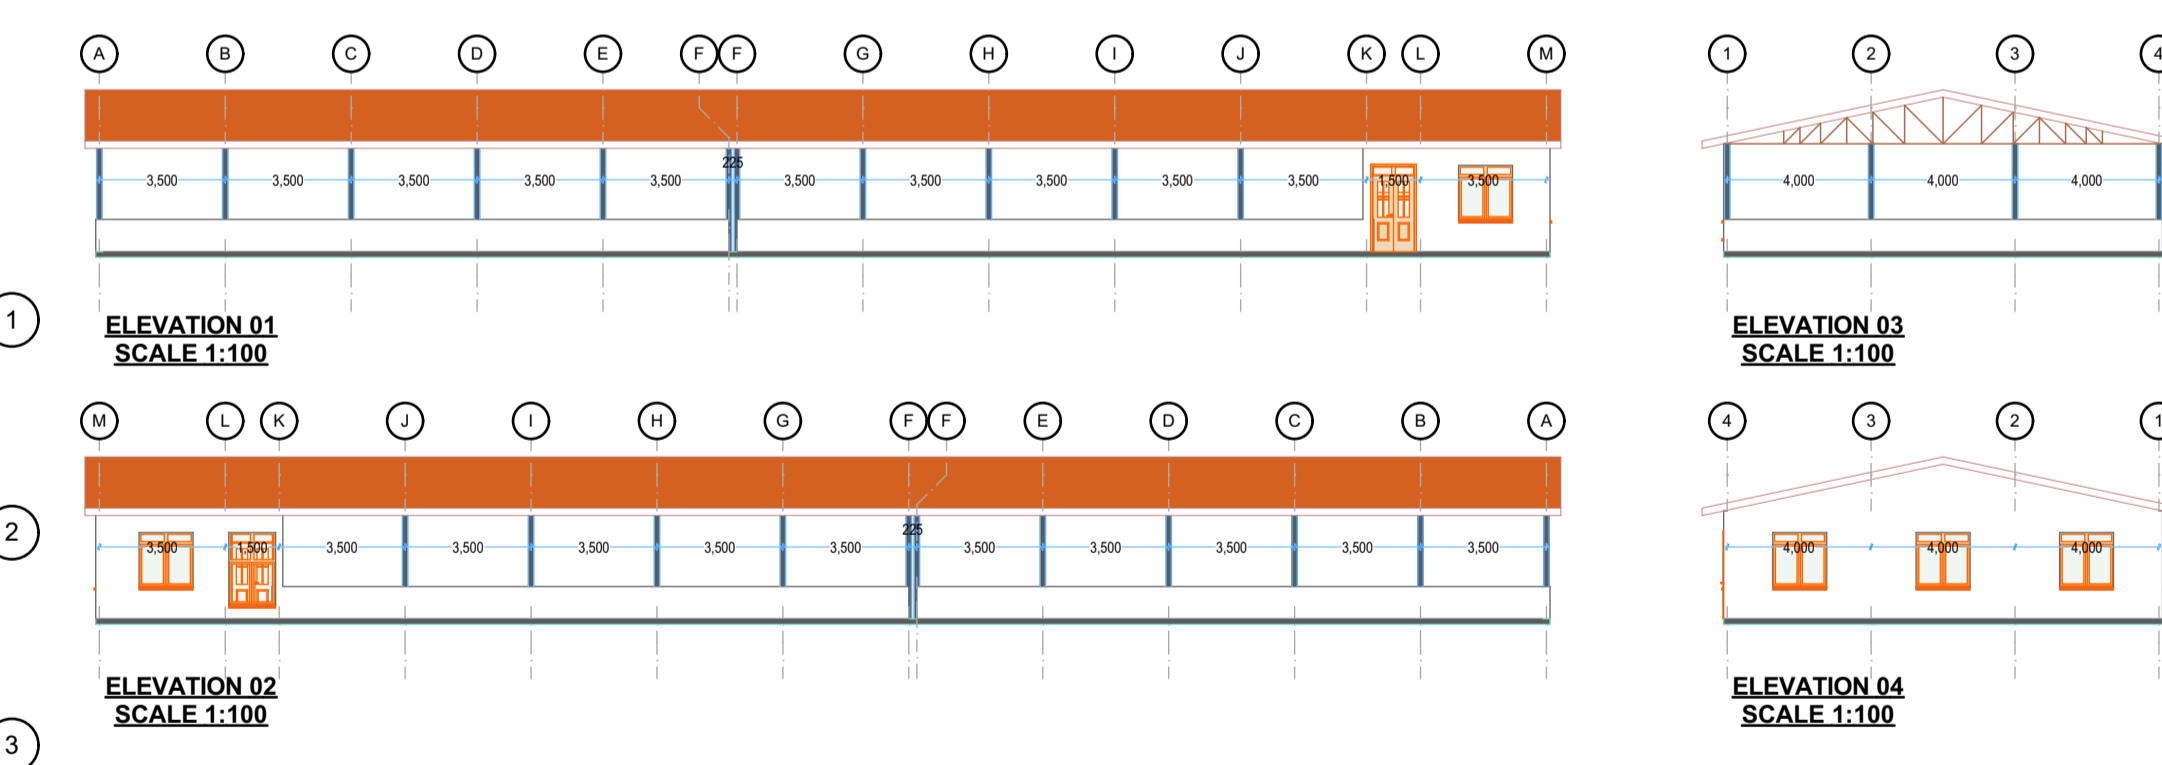 A B C D E F F G H I J K L M
225
3,500 3,500 3,500 3,500 3,500 3,500 3,500 3,500 3,500 3,500 1,500 3,500
ELEVATION 01
SCALE 1:100
1 2 3 4
4,000 4,000 4,000
ELEVATION 03
SCALE 1:100
1
M L K J I H G F F E D C B A
225
3,500 1,500 3,500 3,500 3,500 3,500 3,500 3,500 3,500 3,500 3,500 3,500
ELEVATION 02
SCALE 1:100
4 3 2 1
4,000 4,000 4,000
ELEVATION 04
SCALE 1:100
2
3